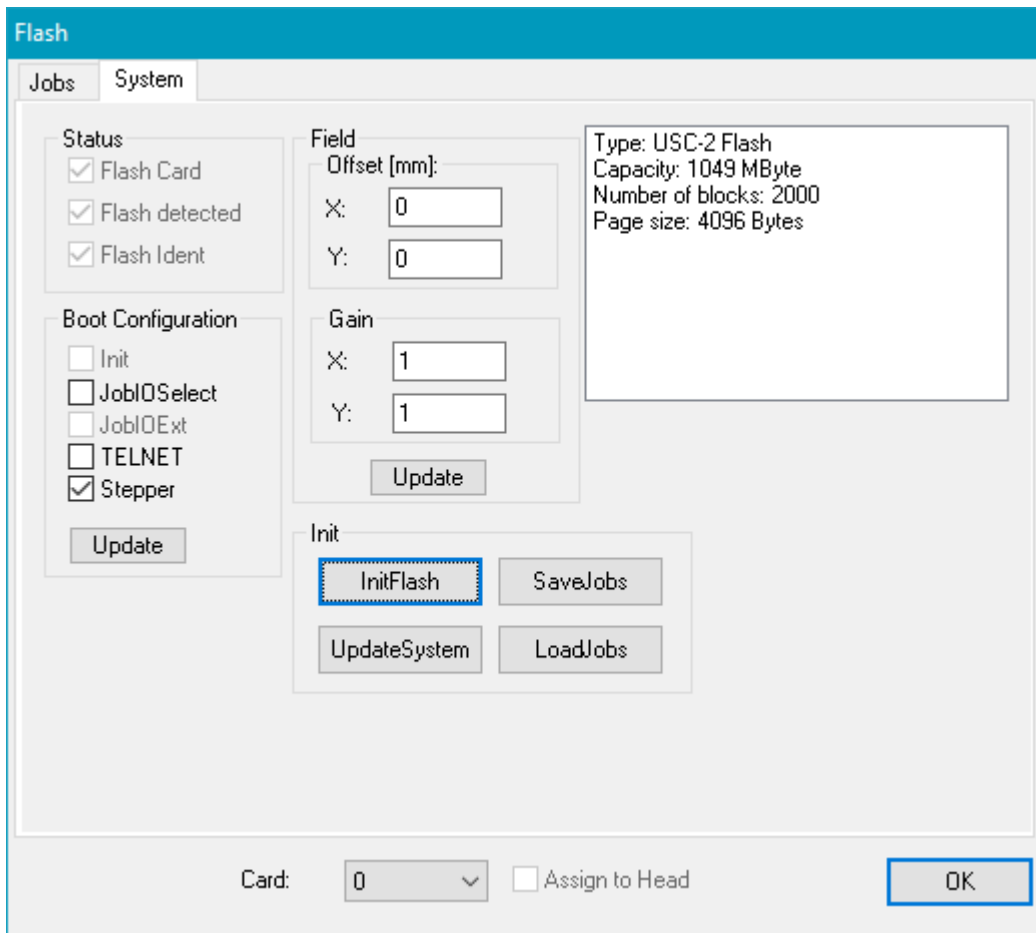 Flash
Jobs
System
Status
Flash Card
Flash detected
Flash Ident
Boot Configuration
Init
JobIOSelect
JobIOExt
TELNET
Stepper
Update
Field
Offset [mm]:
X: 0
Y: 0
Gain
X: 1
Y: 1
Update
Type: USC-2 Flash
Capacity: 1049 MByte
Number of blocks: 2000
Page size: 4096 Bytes
Init
InitFlash
SaveJobs
UpdateSystem
LoadJobs
Card: 0
Assign to Head
OK